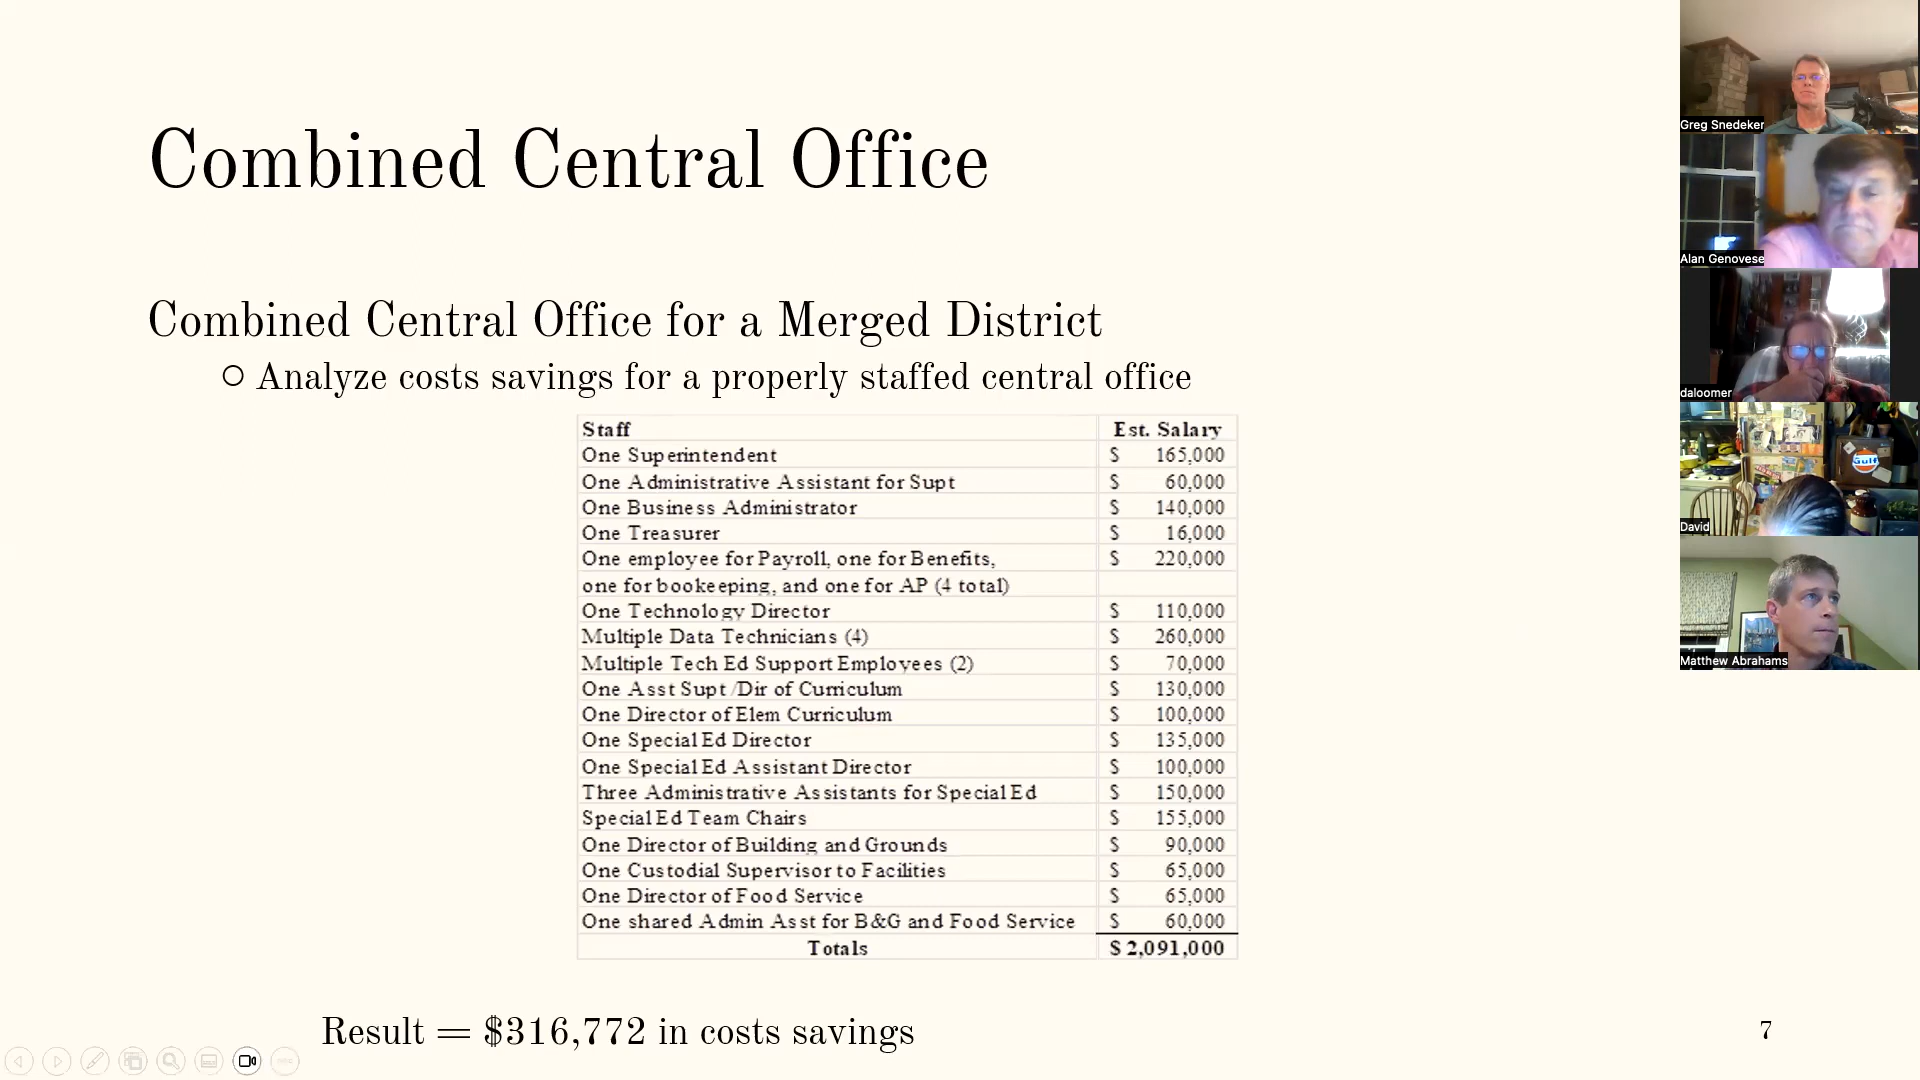 Combined Central Office
Combined Central Office for a Merged District
Analyze costs savings for a properly staffed central office
Staff Est. Salary
One Superintendent $ 165,000
One Administrative Assistant for Supt $ 60,000
One Business Administrator $ 140,000
One Treasurer $ 16,000
One employee for Payroll, one for Benefits, $ 220,000
one for bookeeping, and one for AP (4 total)
One Technology Director $ 110,000
Multiple Data Technicians (4) $ 260,000
Multiple Tech Ed Support Employees (2) $ 70,000
One Asst Supt /Dir of Curriculum $ 130,000
One Director of Elem Curriculum $ 100,000
One Special Ed Director $ 135,000
One Special Ed Assistant Director $ 100,000
Three Administrative Assistants for Special Ed $ 150,000
Special Ed Team Chairs $ 155,000
One Director of Building and Grounds $ 90,000
One Custodial Supervisor to Facilities $ 65,000
One Director of Food Service $ 65,000
One shared Admin Asst for B&G and Food Service $ 60,000
Totals $ 2,091,000
Result = $316,772 in costs savings
7
Greg Snedeker
Alan Genovese
daloomer
Gulf
David
Matthew Abrahams